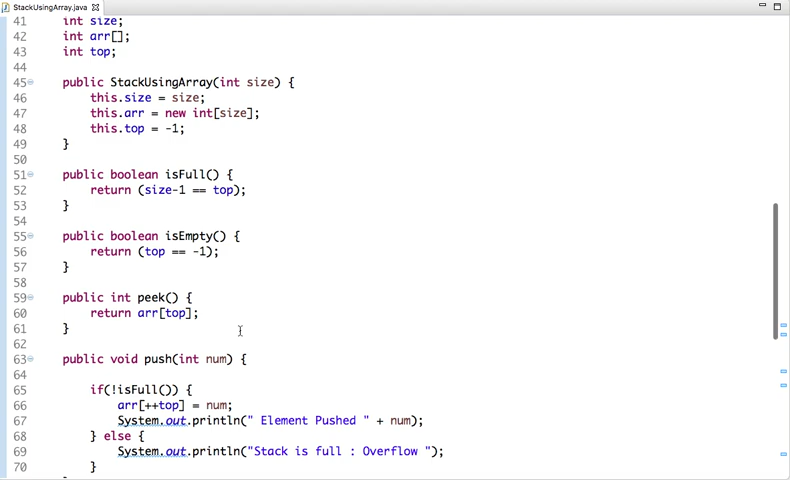 StackUsingArray.java
41 int size;
42 int arr[];
43 int top;
44
45 public StackUsingArray(int size) {
46 this.size = size;
47 this.arr = new int[size];
48 this.top = -1;
49 }
50
51 public boolean isFull() {
52 return (size-1 == top);
53 }
54
55 public boolean isEmpty() {
56 return (top == -1);
57 }
58
59 public int peek() {
60 return arr[top];
61 }
62
63 public void push(int num) {
64
65 if(!isFull()) {
66 arr[++top] = num;
67 System.out.println(" Element Pushed " + num);
68 } else {
69 System.out.println("Stack is full : Overflow ");
70 }